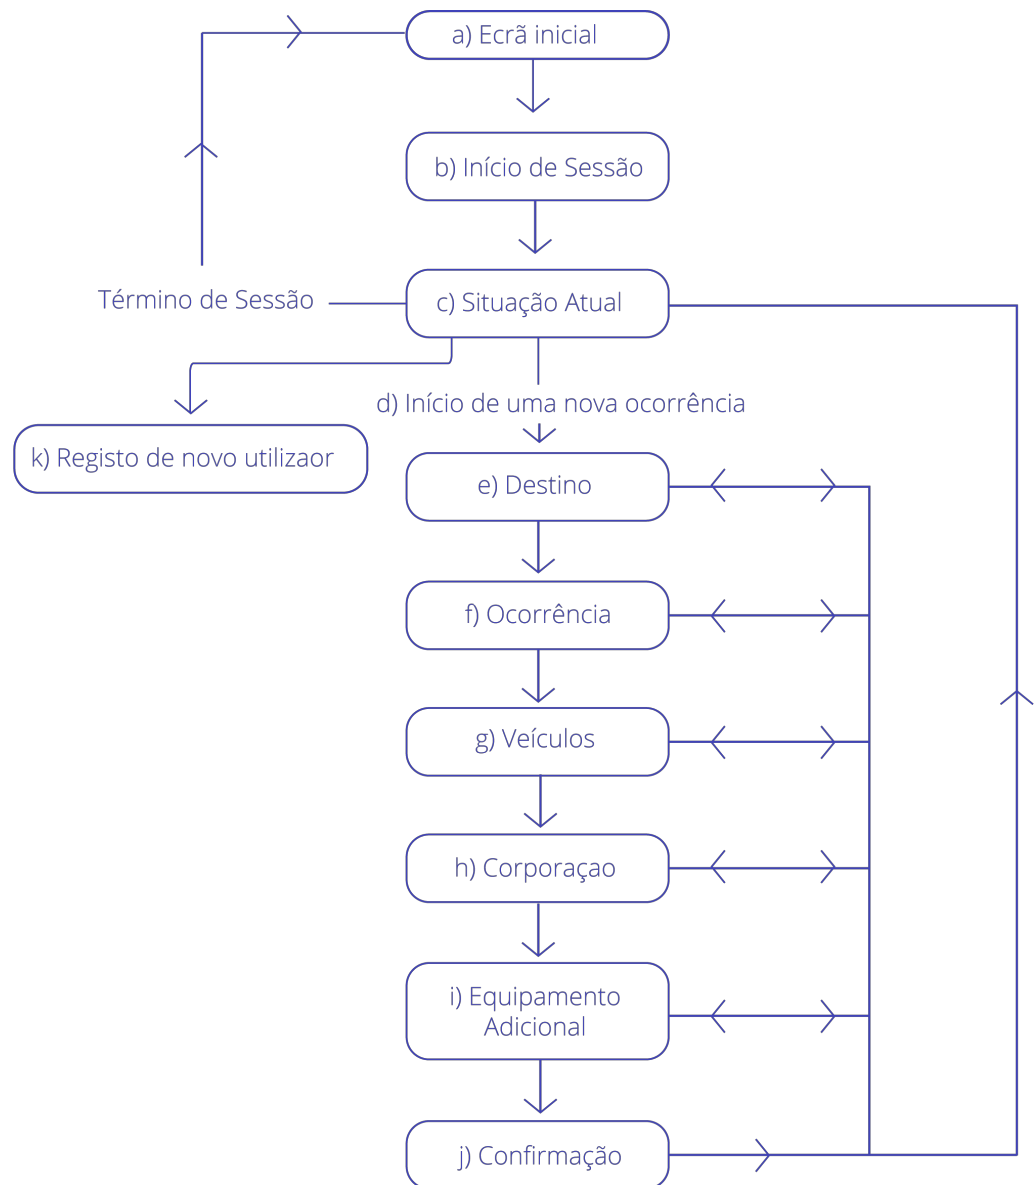 a) Ecrã inicial
b) Início de Sessão
Término de Sessão
c) Situação Atual
d) Início de uma nova ocorrência
k) Registo de novo utilizaor
e) Destino
f) Ocorrência
g) Veículos
h) Corporaçao
i) Equipamento
Adicional
j) Confirmação